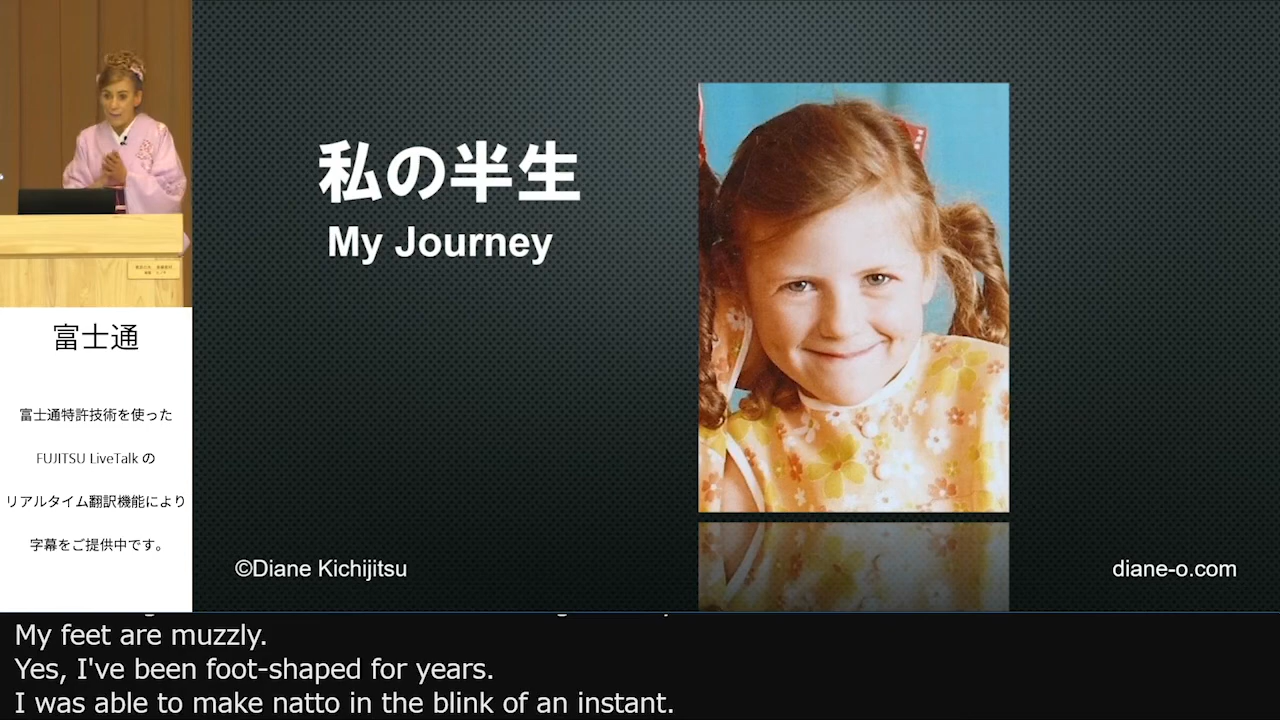 私の半生
My Journey
©Diane Kichijitsu
diane-o.com
富士通
富士通特許技術を使った
FUJITSU LiveTalk の
リアルタイム翻訳機能により
字幕をご提供中です。
My feet are muzzly.
Yes, I've been foot-shaped for years.
I was able to make natto in the blink of an instant.